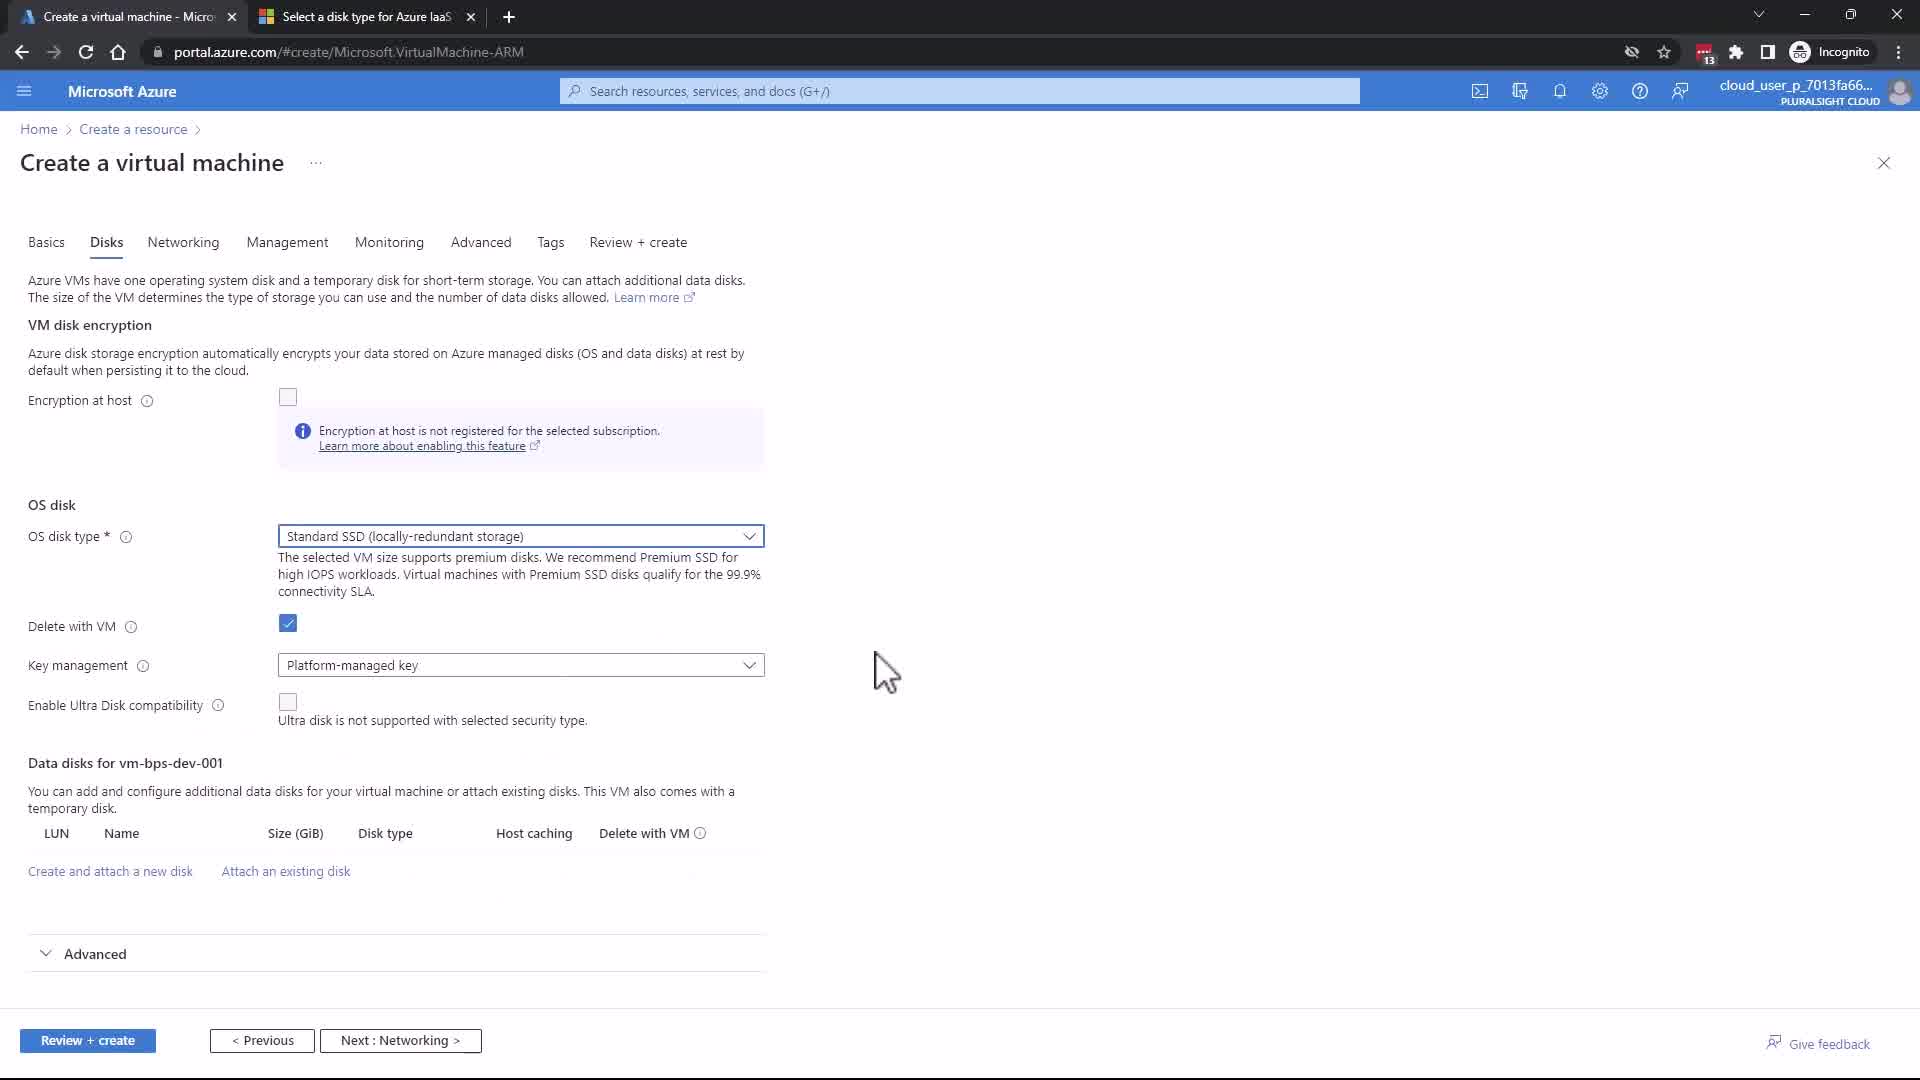 Create a virtual machine - Micro
Select a disk type for Azure IaaS
portal.azure.com/#create/Microsoft.VirtualMachine-ARM
13
Incognito
Microsoft Azure
Search resources, services, and docs (G+/)
cloud_user_p_7013fa66...
PLURALSIGHT CLOUD
Home > Create a resource >
Create a virtual machine ...
Basics Disks Networking Management Monitoring Advanced Tags Review + create
Azure VMs have one operating system disk and a temporary disk for short-term storage. You can attach additional data disks.
The size of the VM determines the type of storage you can use and the number of data disks allowed. Learn more
VM disk encryption
Azure disk storage encryption automatically encrypts your data stored on Azure managed disks (OS and data disks) at rest by
default when persisting it to the cloud.
Encryption at host
Encryption at host is not registered for the selected subscription.
Learn more about enabling this feature
OS disk
OS disk type *
Standard SSD (locally-redundant storage)
The selected VM size supports premium disks. We recommend Premium SSD for
high IOPS workloads. Virtual machines with Premium SSD disks qualify for the 99.9%
connectivity SLA.
Delete with VM
Key management
Platform-managed key
Enable Ultra Disk compatibility
Ultra disk is not supported with selected security type.
Data disks for vm-bps-dev-001
You can add and configure additional data disks for your virtual machine or attach existing disks. This VM also comes with a
temporary disk.
LUN Name Size (GiB) Disk type Host caching Delete with VM
Create and attach a new disk Attach an existing disk
Advanced
Review + create
< Previous
Next : Networking >
Give feedback